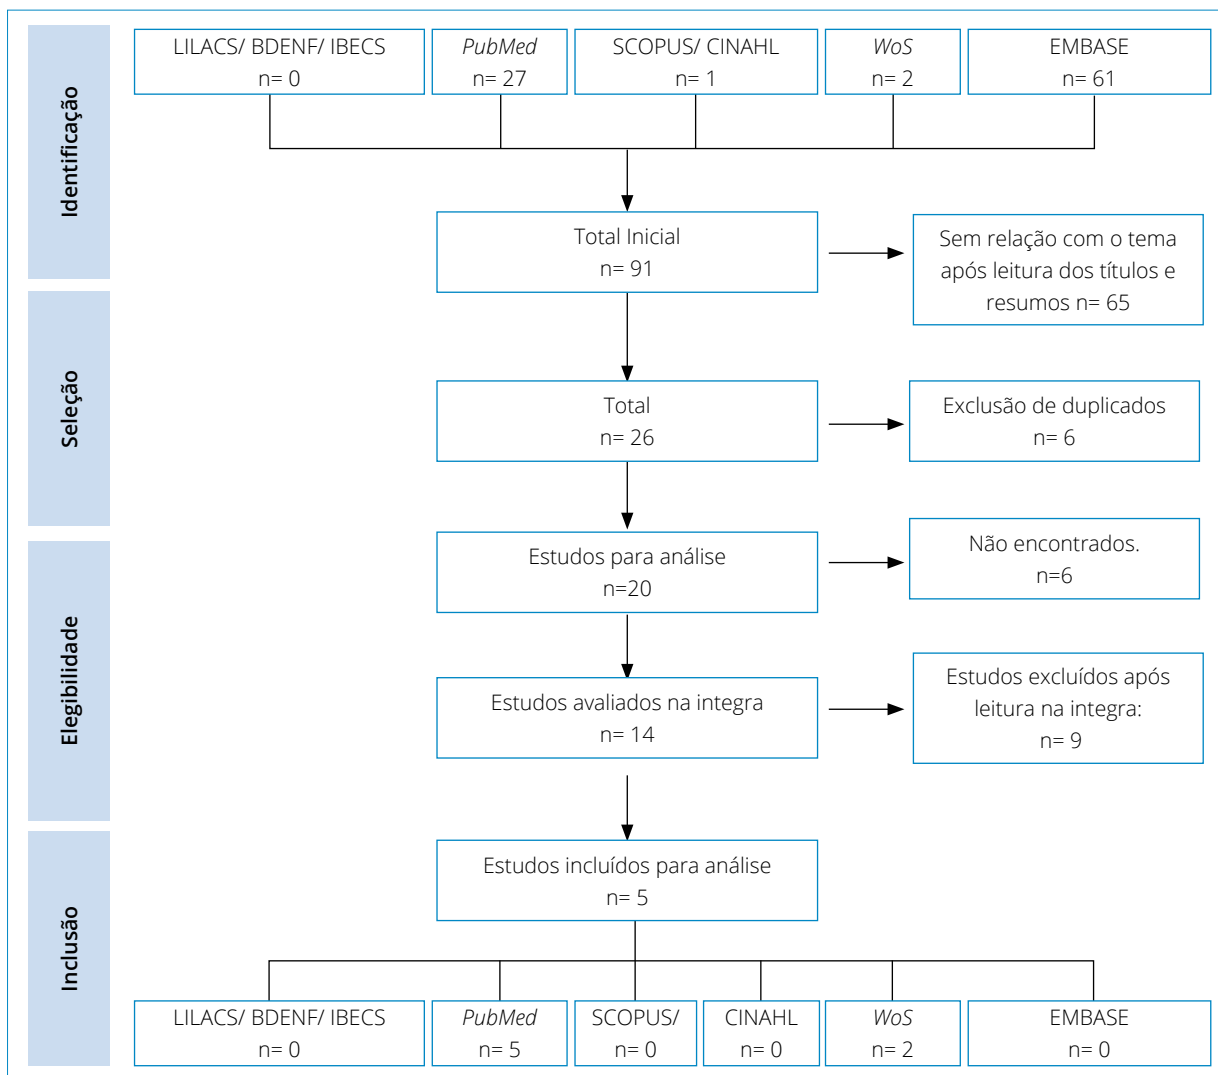 Identificação
LILACS/ BDENF/ IBECS
n= 0
PubMed
n= 27
SCOPUS/ CINAHL
n= 1
WoS
n= 2
EMBASE
n= 61
Total Inicial
n= 91
Sem relação com o tema
após leitura dos títulos e
resumos n= 65
Seleção
Total
n= 26
Exclusão de duplicados
n= 6
Elegibilidade
Estudos para análise
n=20
Não encontrados.
n=6
Estudos avaliados na integra
n= 14
Estudos excluídos após
leitura na integra:
n= 9
Inclusão
Estudos incluídos para análise
n= 5
LILACS/ BDENF/ IBECS
n= 0
PubMed
n= 5
SCOPUS/
n= 0
CINAHL
n= 0
WoS
n= 2
EMBASE
n= 0